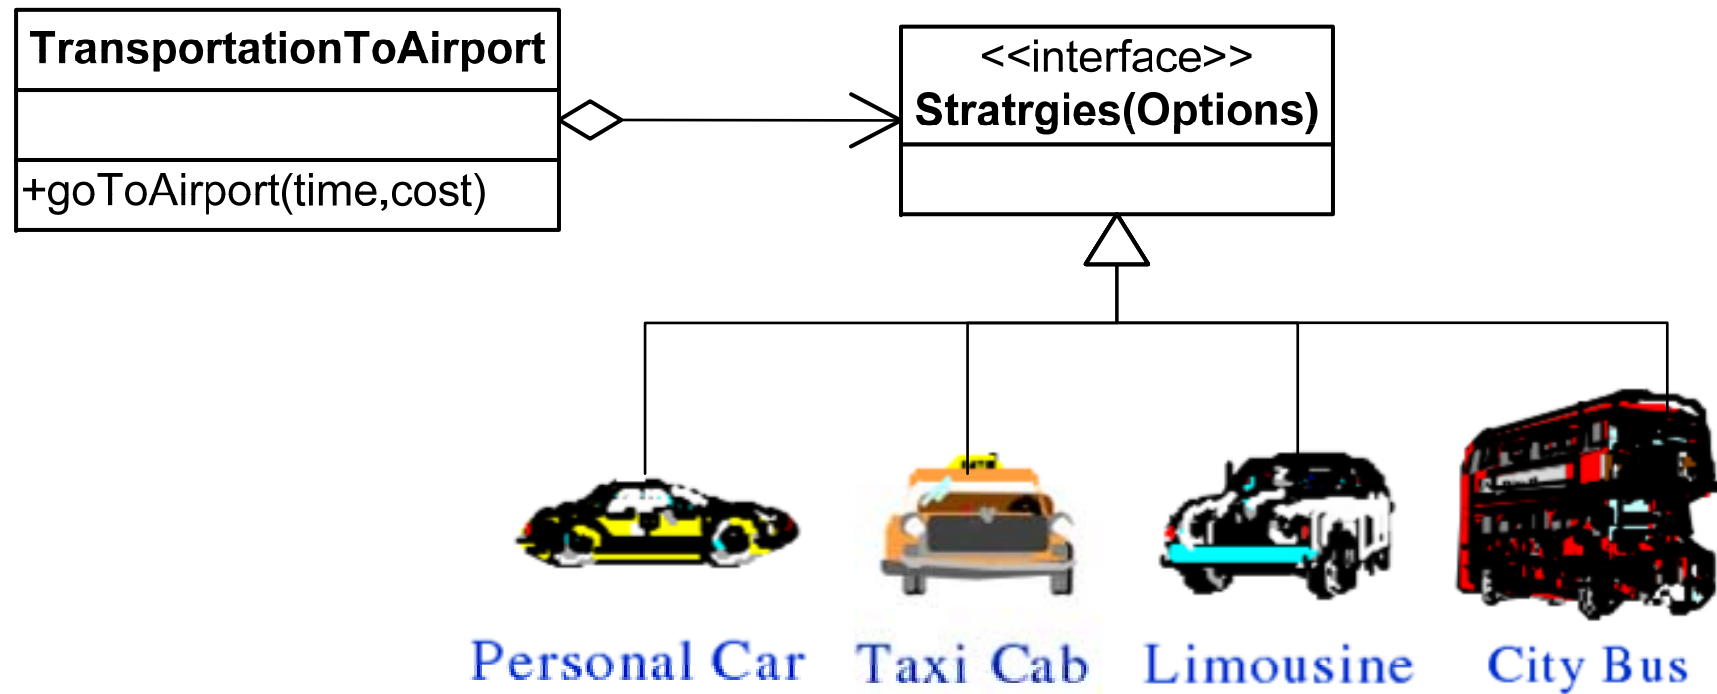 TransportationToAirport
+goToAirport(time,cost)
<<interface>>
Stratrgies(Options)
Personal Car
Taxi Cab
Limousine
City Bus